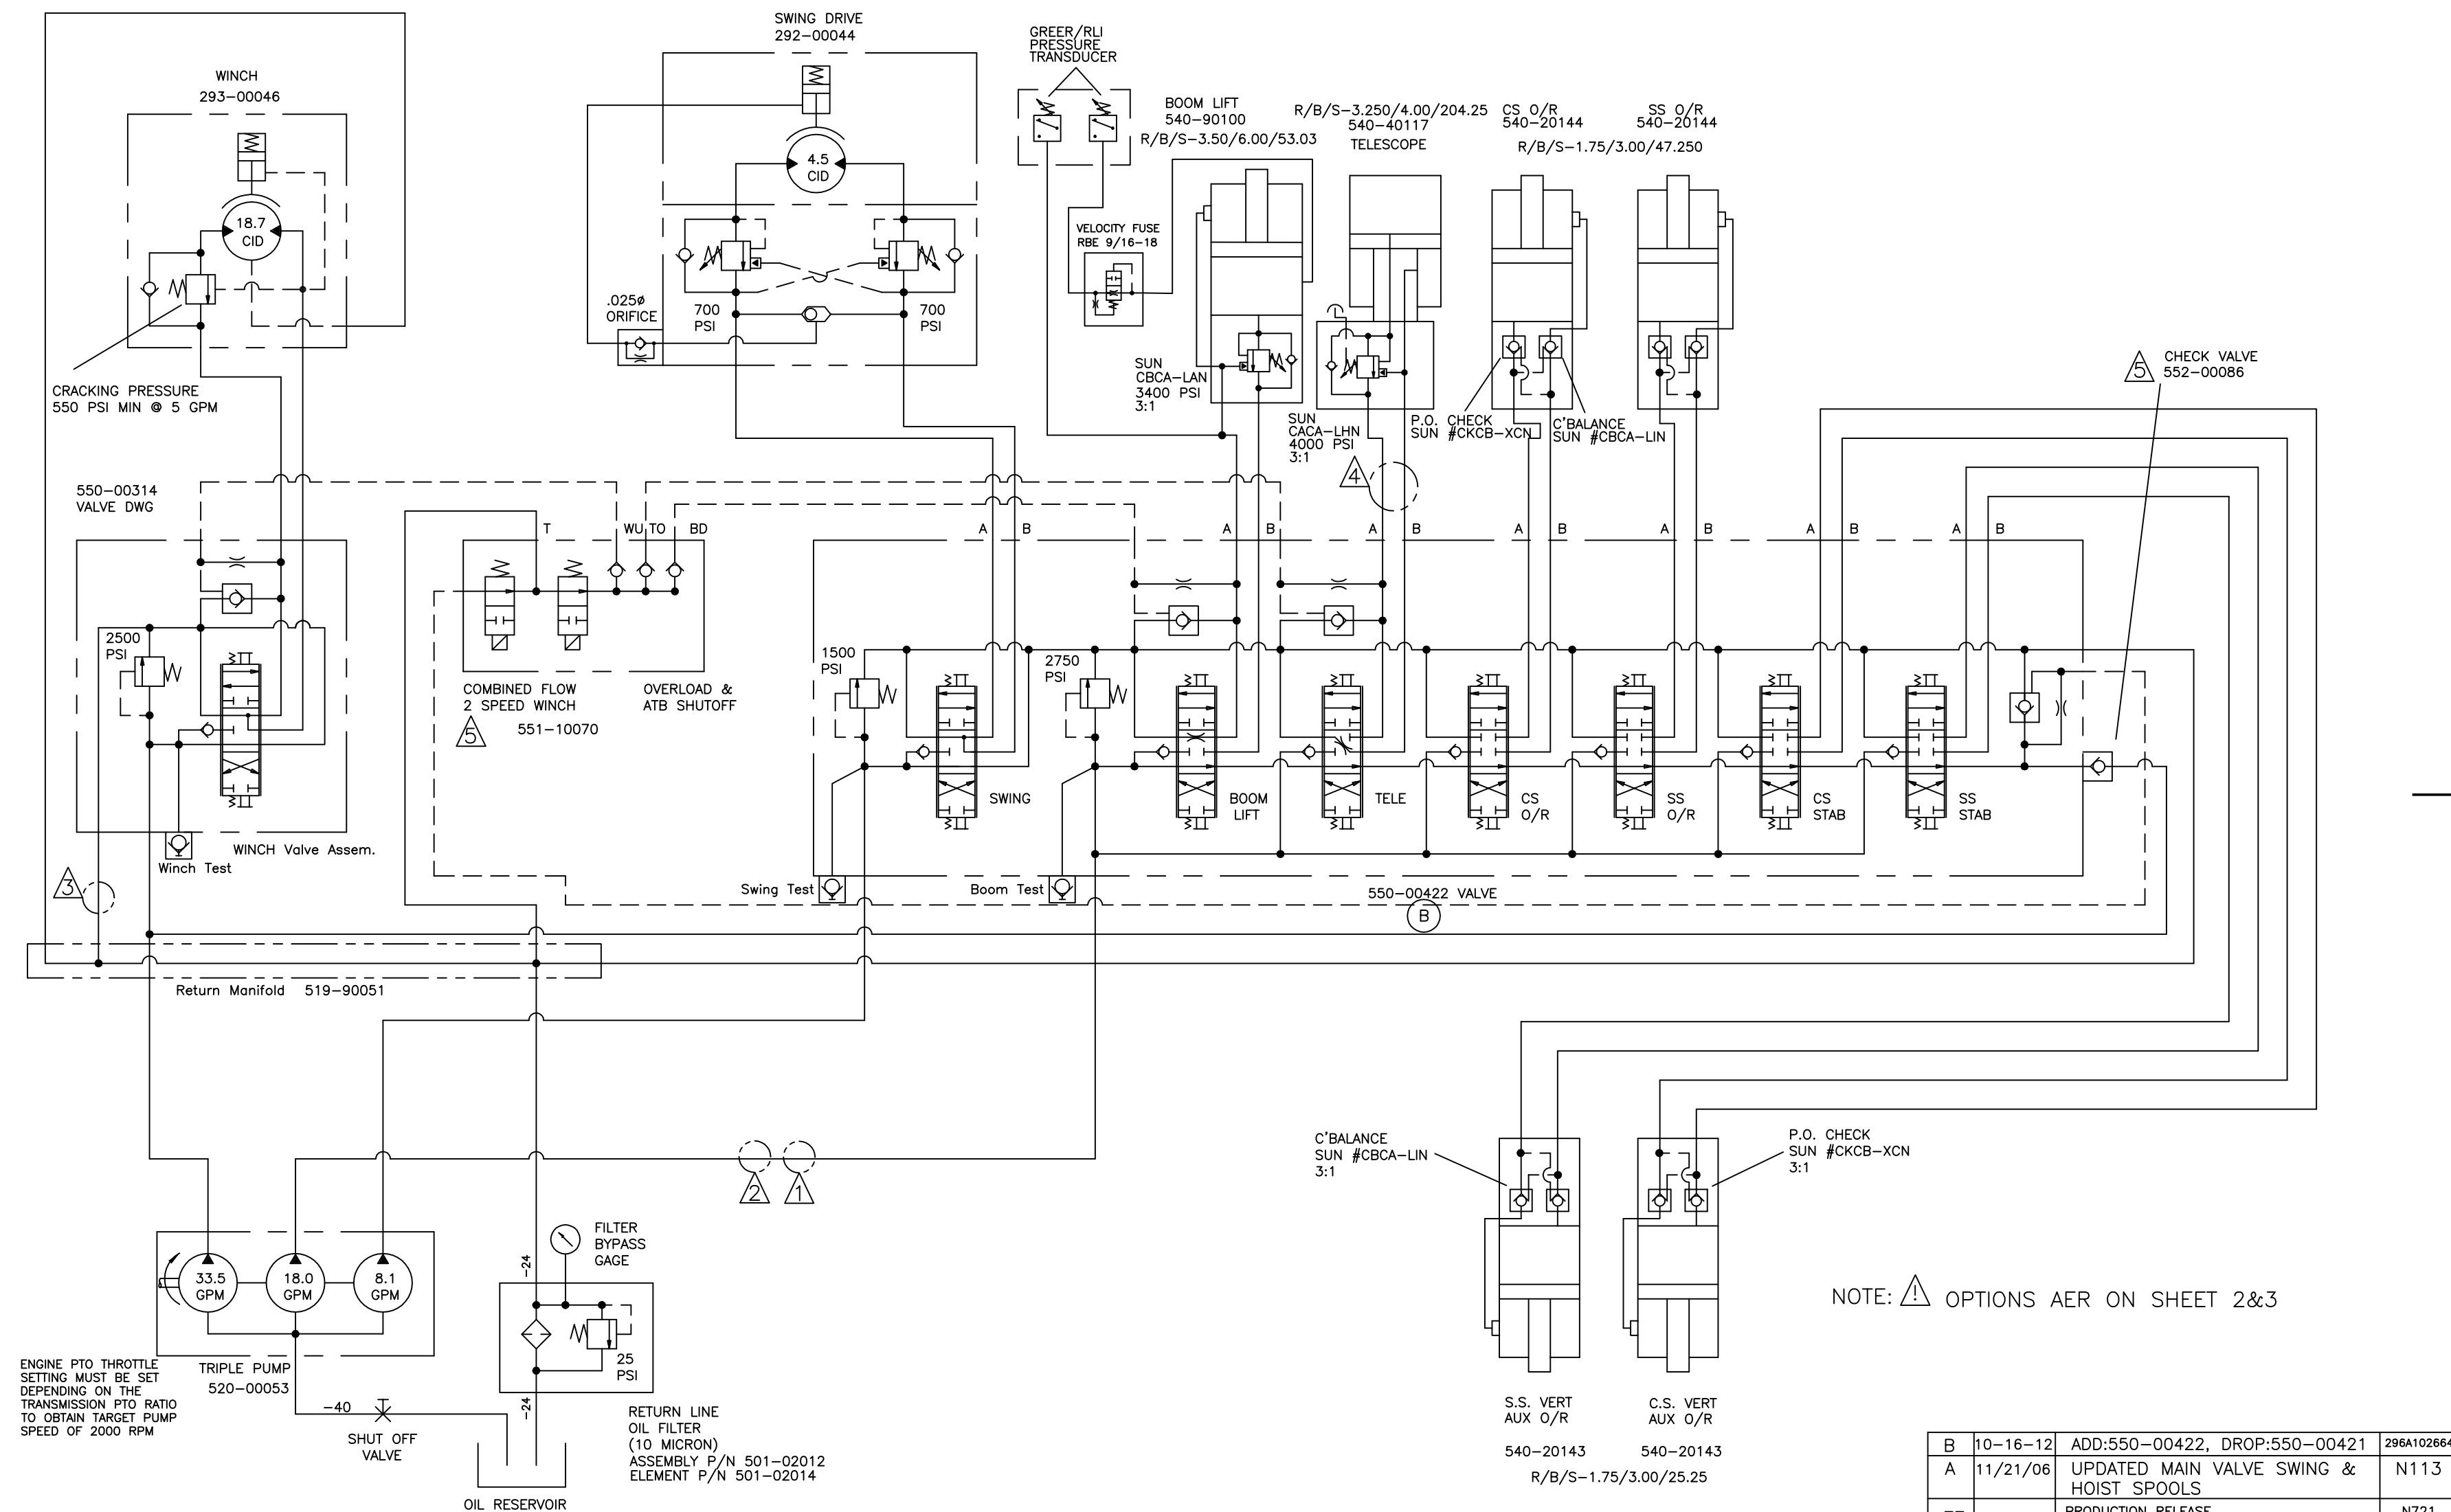 SWING DRIVE
292-00044
GREER/RLI
PRESSURE
TRANSDUCER
WINCH
293-00046
BOOM LIFT
540-90100
R/B/S-3.50/6.00/53.03
R/B/S-3.250/4.00/204.25
540-40117
TELESCOPE
CS O/R
540-20144
SS O/R
540-20144
R/B/S-1.75/3.00/47.250
4.5
CID
18.7
CID
VELOCITY FUSE
RBE 9/16-18
.025ø
ORIFICE
700
PSI
700
PSI
CRACKING PRESSURE
550 PSI MIN @ 5 GPM
SUN
CBCA-LAN
3400 PSI
3:1
SUN
CACA-LHN
4000 PSI
3:1
P.O. CHECK
SUN #CKCB-XCN
C'BALANCE
SUN #CBCA-LIN
5
CHECK VALVE
552-00086
4
550-00314
VALVE DWG
T
WU
TO
BD
A
B
A
B
A
B
A
B
A
B
A
B
A
B
2500
PSI
1500
PSI
2750
PSI
COMBINED FLOW
2 SPEED WINCH
5
551-10070
OVERLOAD &
ATB SHUTOFF
SWING
BOOM
LIFT
TELE
CS
O/R
SS
O/R
CS
STAB
SS
STAB
WINCH Valve Assem.
Winch Test
3
Swing Test
Boom Test
550-00422 VALVE
B
Return Manifold 519-90051
2
1
C'BALANCE
SUN #CBCA-LIN
3:1
P.O. CHECK
SUN #CKCB-XCN
3:1
FILTER
BYPASS
GAGE
-24
33.5
GPM
18.0
GPM
8.1
GPM
25
PSI
NOTE: ! OPTIONS AER ON SHEET 2&3
ENGINE PTO THROTTLE
SETTING MUST BE SET
DEPENDING ON THE
TRANSMISSION PTO RATIO
TO OBTAIN TARGET PUMP
SPEED OF 2000 RPM
TRIPLE PUMP
520-00053
-40
-24
SHUT OFF
VALVE
RETURN LINE
OIL FILTER
(10 MICRON)
ASSEMBLY P/N 501-02012
ELEMENT P/N 501-02014
OIL RESERVOIR
S.S. VERT
AUX O/R
C.S. VERT
AUX O/R
540-20143
540-20143
R/B/S-1.75/3.00/25.25
B 10-16-12 ADD:550-00422, DROP:550-00421 296A102664
A 11/21/06 UPDATED MAIN VALVE SWING & N113
HOIST SPOOLS
PRODUCTION RELEASE N721